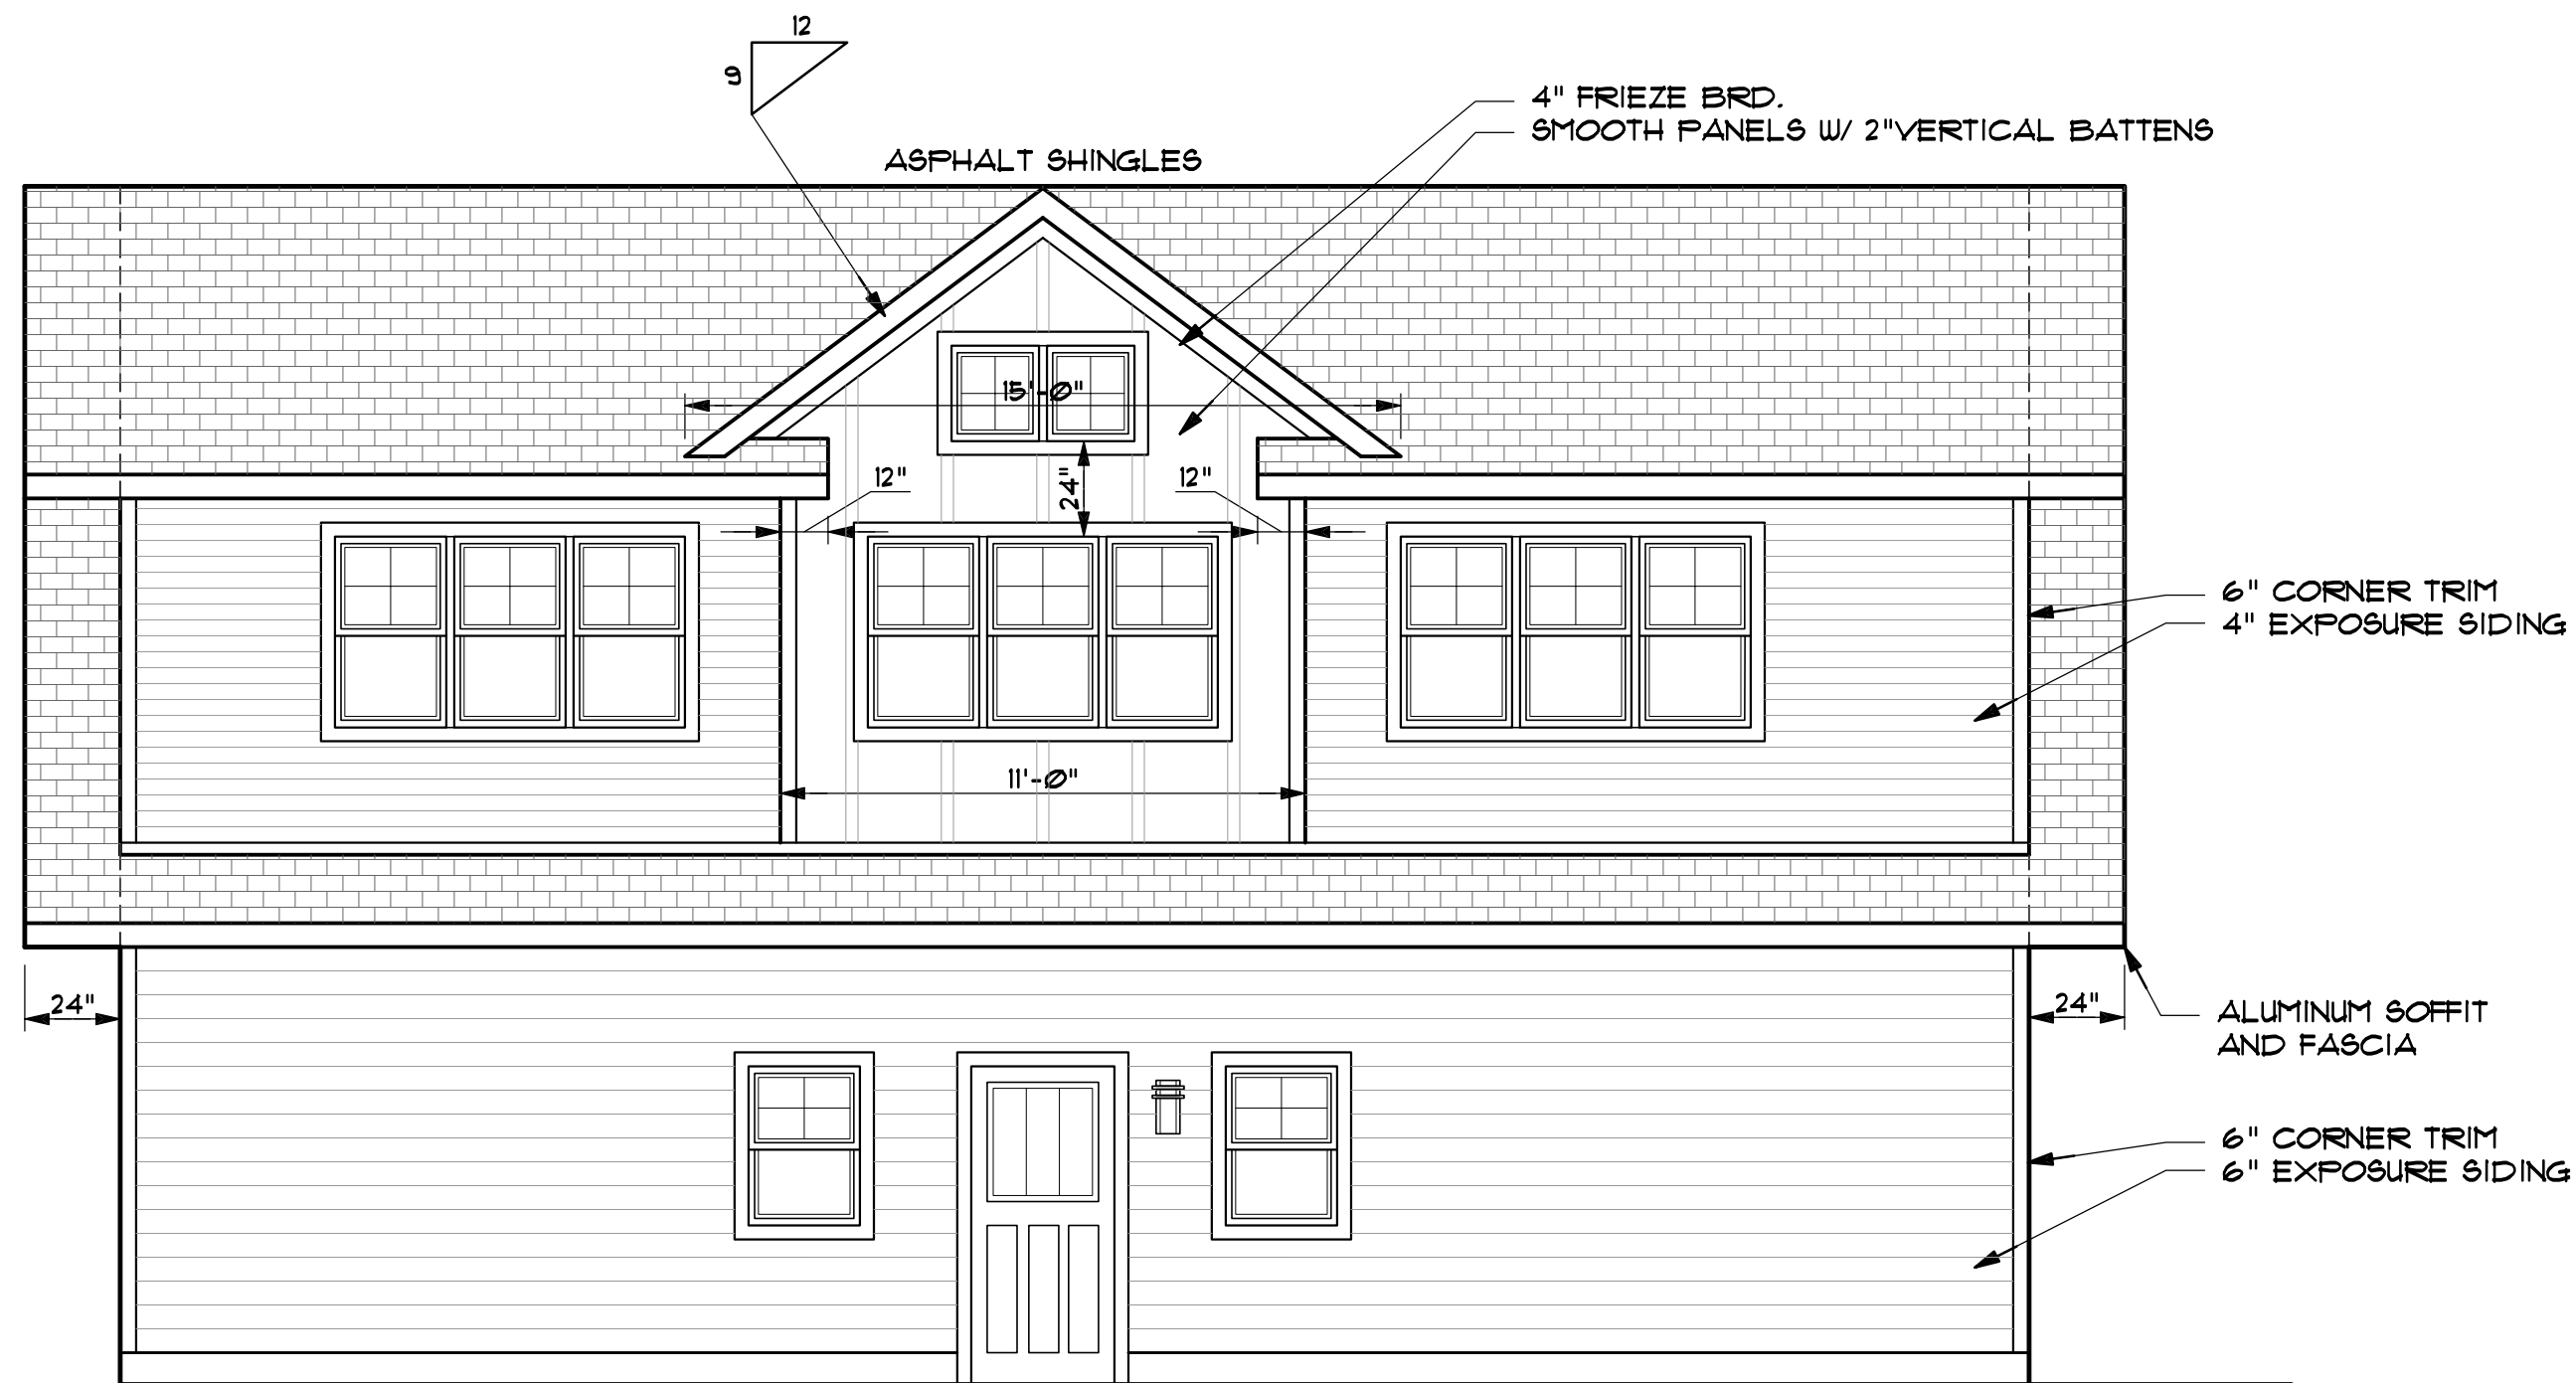 12
9
4" FRIEZE BRD.
SMOOTH PANELS W/ 2"VERTICAL BATTENS
ASPHALT SHINGLES
15'-0"
12"
24"
12"
6" CORNER TRIM
4" EXPOSURE SIDING
11'-0"
24"
24"
ALUMINUM SOFFIT
AND FASCIA
6" CORNER TRIM
6" EXPOSURE SIDING